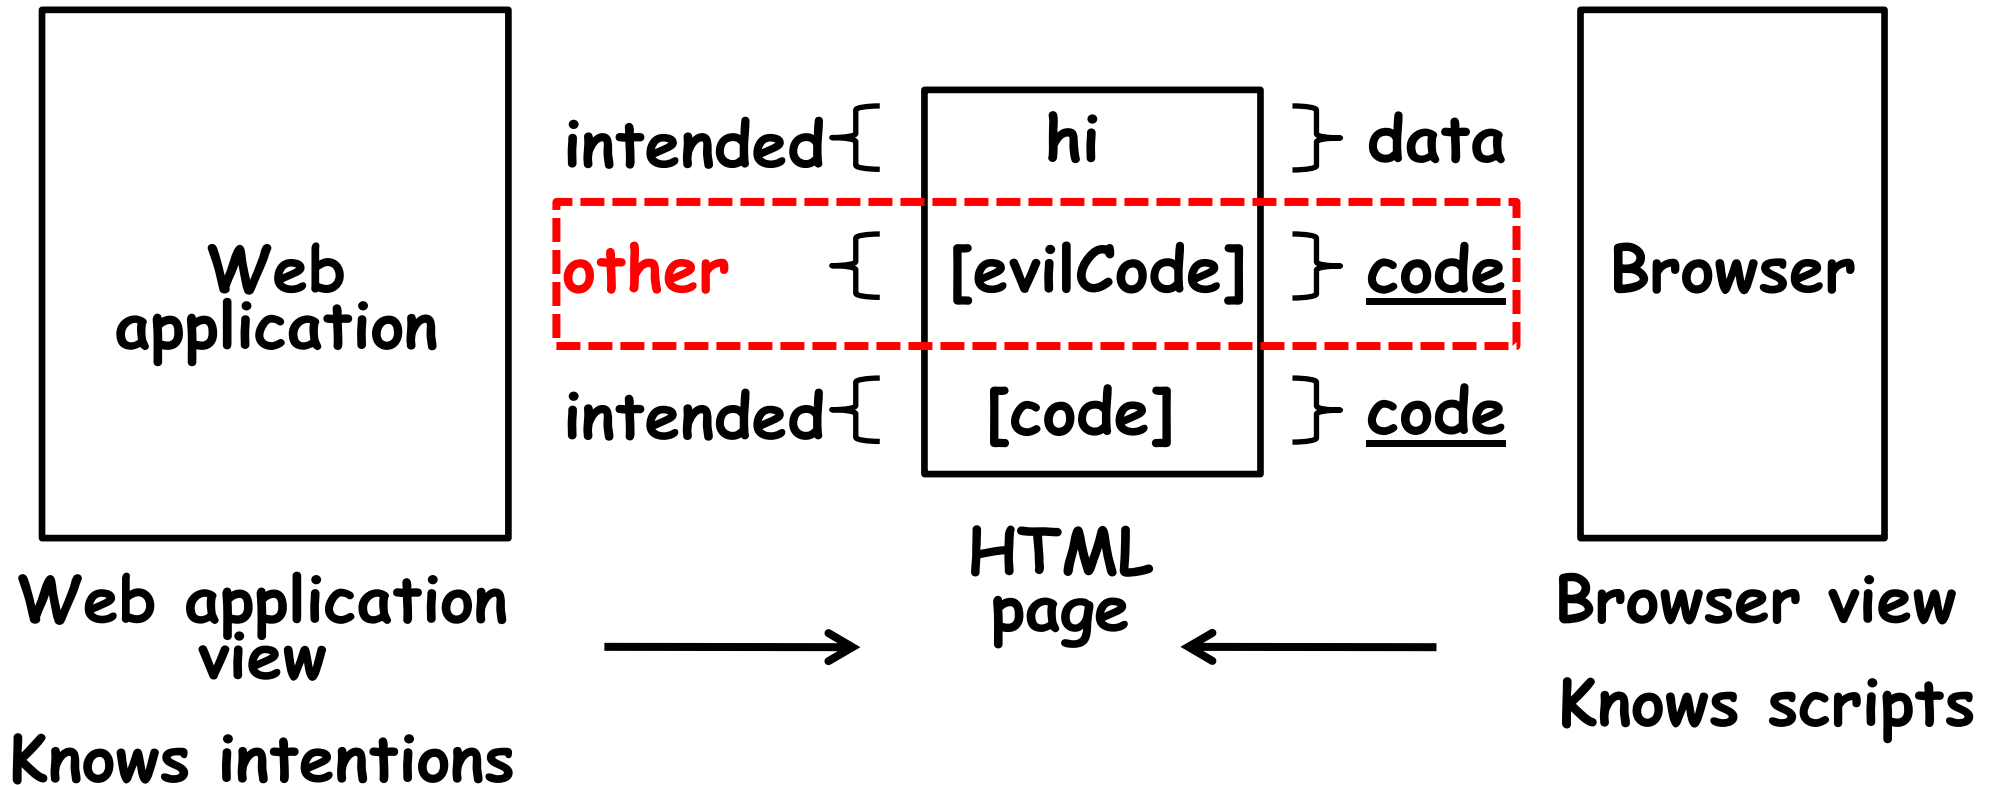 intended
hi
data
Web
application
other
[evilCode]
code
Browser
intended
[code]
code
HTML
page
Web application
view
Knows intentions
Browser view
Knows scripts